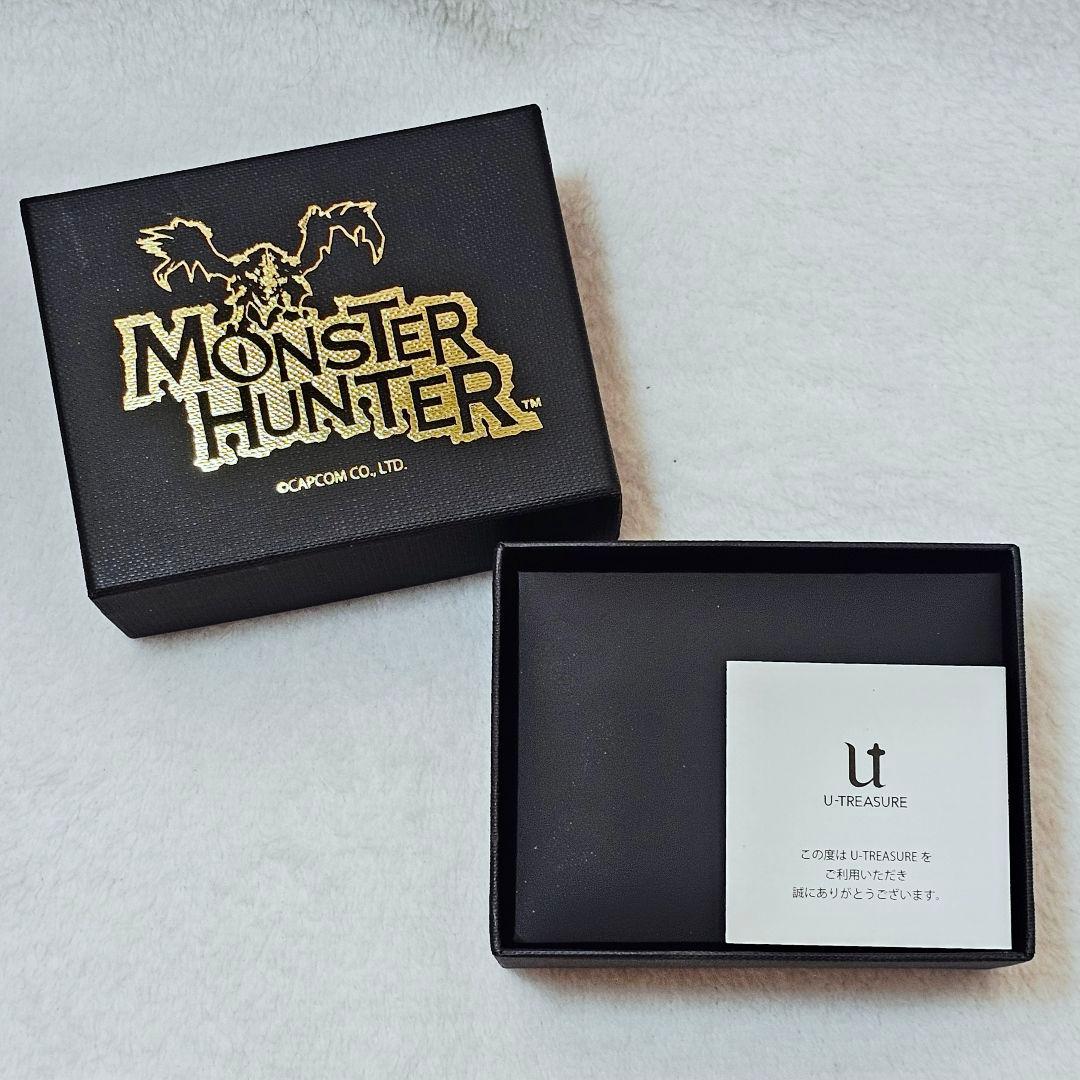 MONSTER
HUNTER™
©CAPCOM CO., LTD.
ut
U-TREASURE
この度は U-TREASURE を
ご利用いただき
誠にありがとうございます。